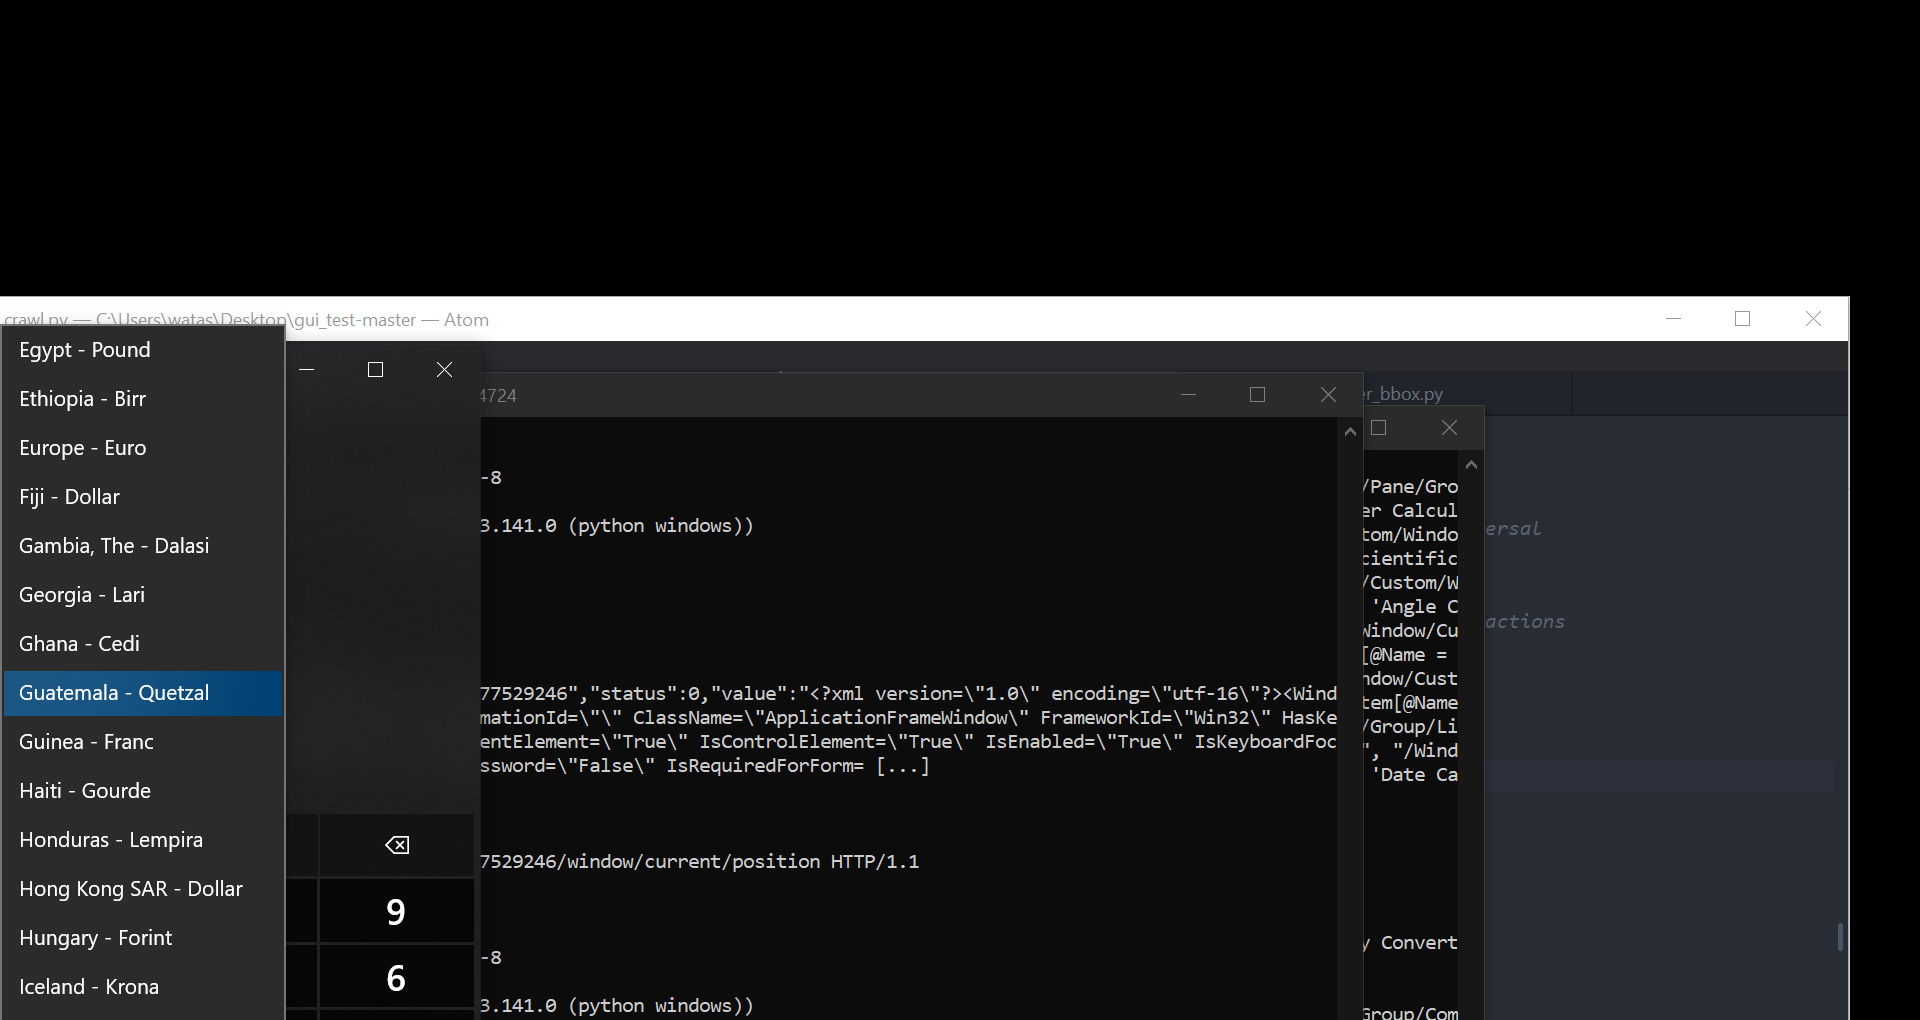 crawl.py — C:\Users\watas\Desktop\gui_test-master — Atom
Egypt - Pound
Ethiopia - Birr
Europe - Euro
Fiji - Dollar
Gambia, The - Dalasi
Georgia - Lari
Ghana - Cedi
Guatemala - Quetzal
Guinea - Franc
Haiti - Gourde
Honduras - Lempira
Hong Kong SAR - Dollar
Hungary - Forint
Iceland - Krona
9
6
4724
-8
3.141.0 (python windows))
77529246","status":0,"value":"<?xml version=\"1.0\" encoding=\"utf-16\"?><Wind
mationId=\"\" ClassName=\"ApplicationFrameWindow\" FrameworkId=\"Win32\" HasKe
entElement=\"True\" IsControlElement=\"True\" IsEnabled=\"True\" IsKeyboardFoc
ssword=\"False\" IsRequiredForForm= [...]
7529246/window/current/position HTTP/1.1
-8
3.141.0 (python windows))
er_bbox.py
/Pane/Gro
er Calcul
tom/Windo
cientific
/Custom/W
'Angle C
Window/Cu
[@Name =
ndow/Cust
tem[@Name
/Group/Li
", "/Wind
'Date Ca
y Convert
Group/Com
ersal
actions